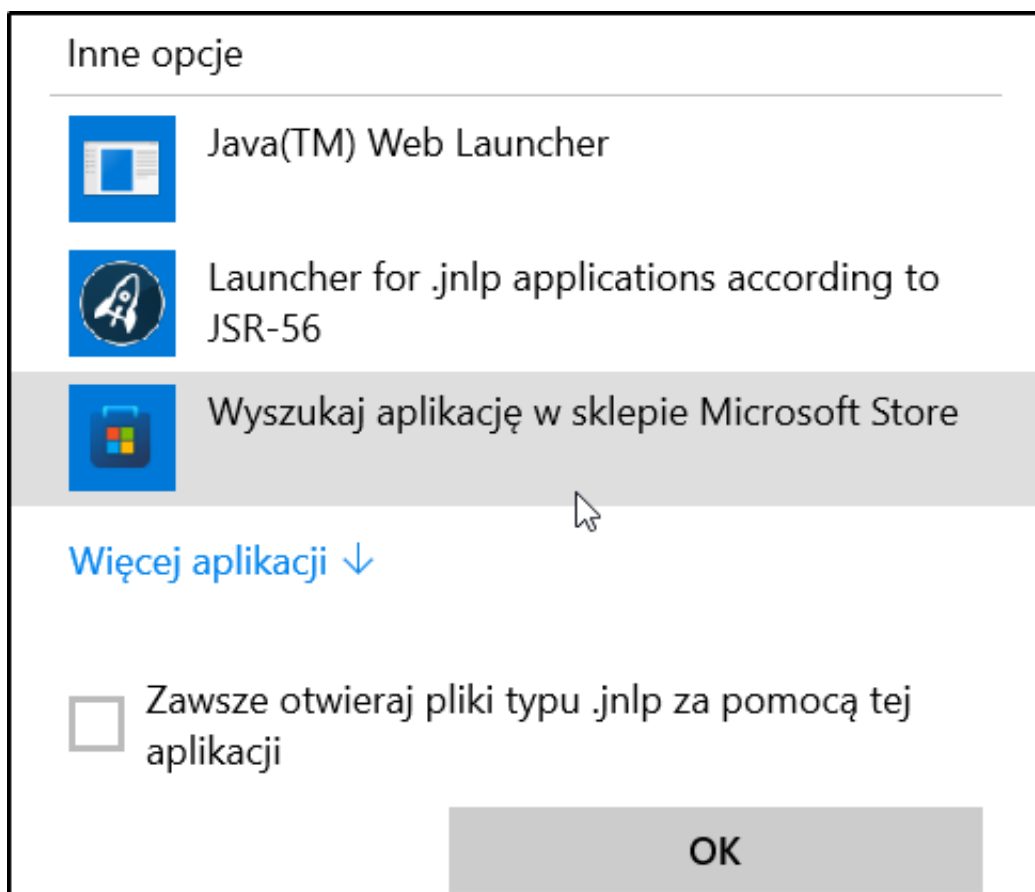 Inne opcje
Java(TM) Web Launcher
Launcher for .jnlp applications according to
JSR-56
Wyszukaj aplikację w sklepie Microsoft Store
Więcej aplikacji ↓
Zawsze otwieraj pliki typu .jnlp za pomocą tej
aplikacji
OK